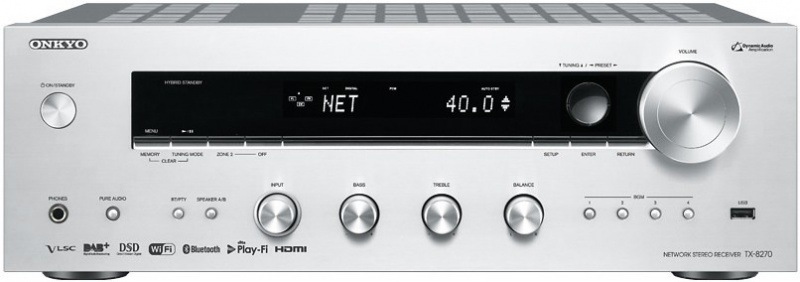 ONKYO
Dynamic Audio
Amplification
VOLUME
TUNING / PRESET
ON/STANDBY
HYBRID STANDBY
NET DIGITAL PCM AUTO STBY
NET 40.0
MENU
MEMORY TUNING MODE ZONE 2 OFF SETUP ENTER RETURN
CLEAR
PHONES PURE AUDIO BT/PTY SPEAKER A/B INPUT BASS TREBLE BALANCE BGM USB
1 2 3 4
VLSC DAB+ DSD Wi Fi Bluetooth dts Play-Fi HDMI
NETWORK STEREO RECEIVER TX-8270